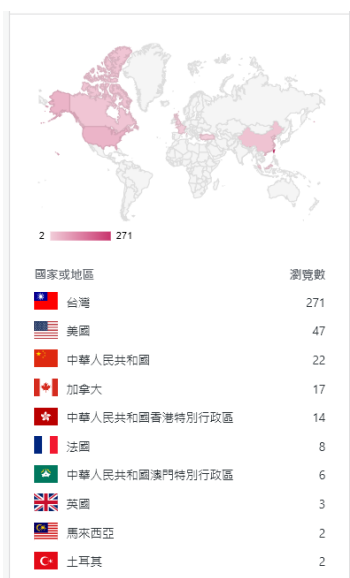 2 271
國家或地區 瀏覽數
台灣 271
美國 47
中華人民共和國 22
加拿大 17
中華人民共和國香港特別行政區 14
法國 8
中華人民共和國澳門特別行政區 6
英國 3
馬來西亞 2
土耳其 2